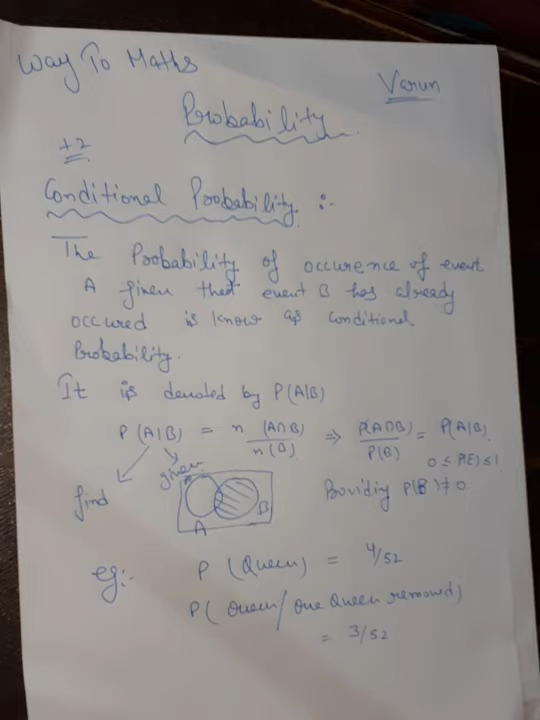 Way To Maths
Varun
Probability
+2
Conditional Probability :-
The Probability of occurence of event
A given that event B has already
occured is know as Conditional
Probability.
It is denoted by P(A|B)
P(A|B) = n (A∩B)/n(B) ⇒ P(A∩B)/P(B) = P(A|B)
0 ≤ P(E) ≤ 1
find given Providing P(B) ≠ 0
A B
eg:- P (Queen) = 4/52
P( Queen/ one Queen removed)
= 3/52